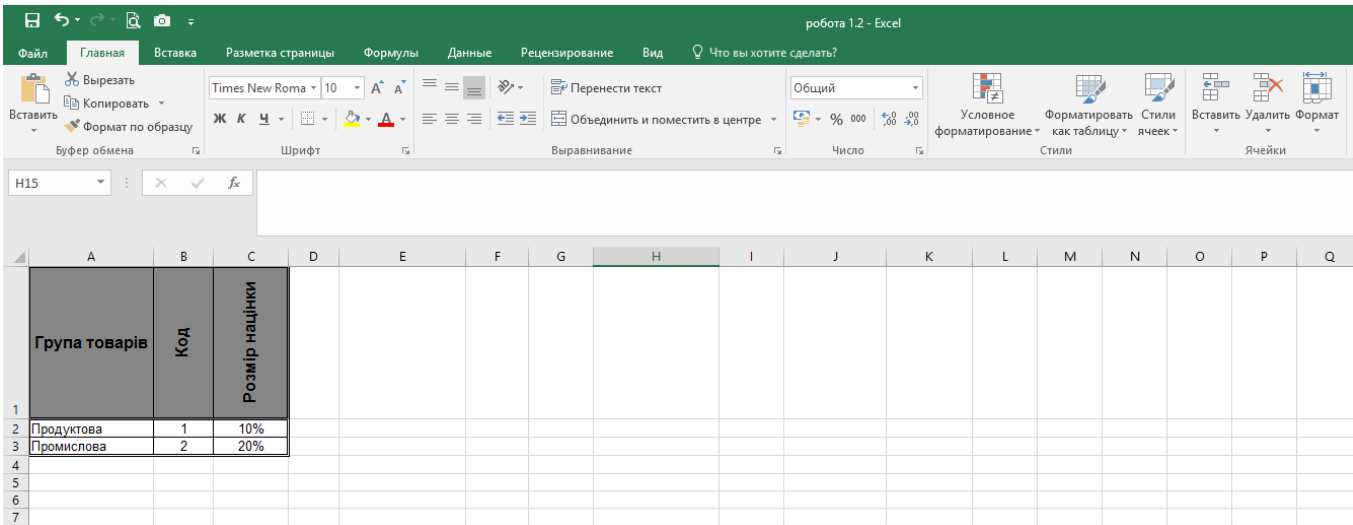 робота 1.2 - Excel
Файл Главная Вставка Разметка страницы Формулы Данные Рецензирование Вид Что вы хотите сделать?
Вставить
Вырезать
Копировать
Формат по образцу
Буфер обмена
Times New Roma 10
Ж К Ч
Шрифт
Перенести текст
Объединить и поместить в центре
Выравнивание
Общий
% 000 ,00 ,0
Число
Условное форматирование
Форматировать как таблицу
Стили ячеек
Стили
Вставить Удалить Формат
Ячейки
H15
fx
A B C D E F G H I J K L M N O P Q
1 Група товарів Код Розмір націнки
2 Продуктова 1 10%
3 Промислова 2 20%
4
5
6
7